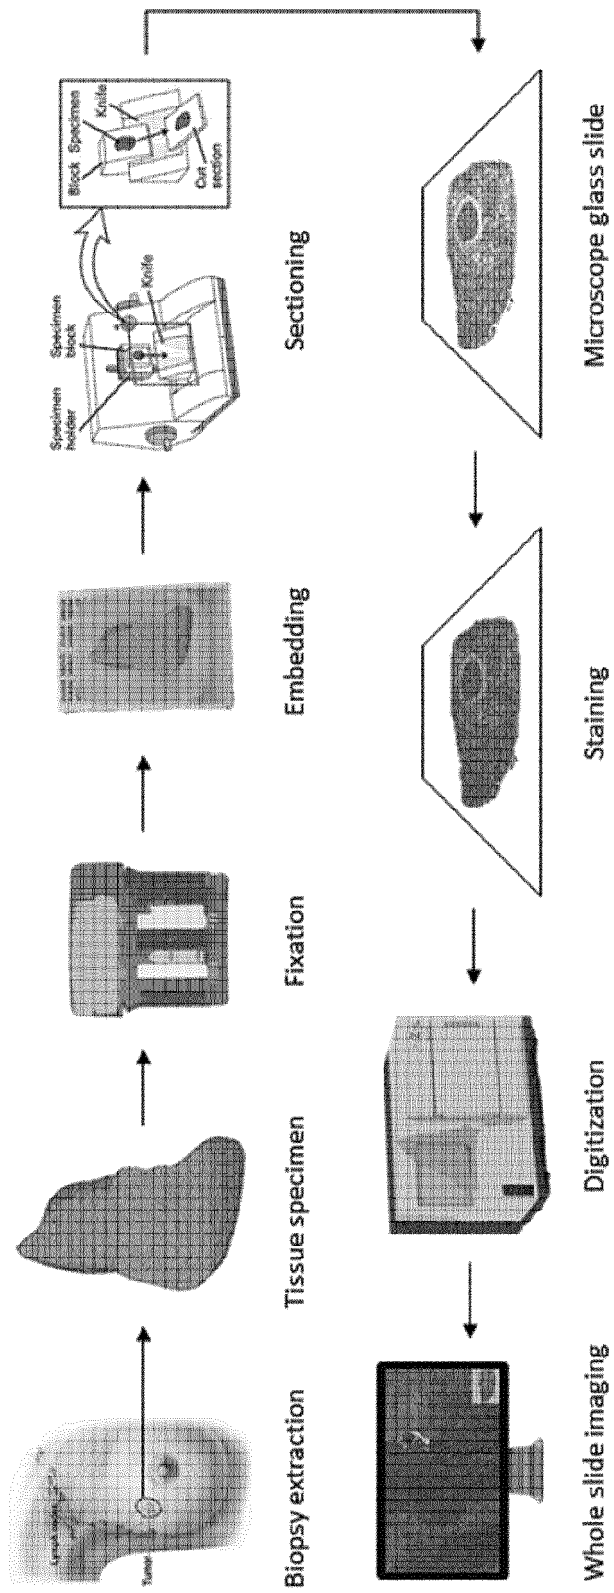 Biopsy extraction
Tumor
Tissue specimen
Fixation
Embedding
Sectioning
Specimen
holder
Specimen
block
Knife
Block
Specimen
Knife
Cut
section
Microscope glass slide
Staining
Digitization
Whole slide imaging